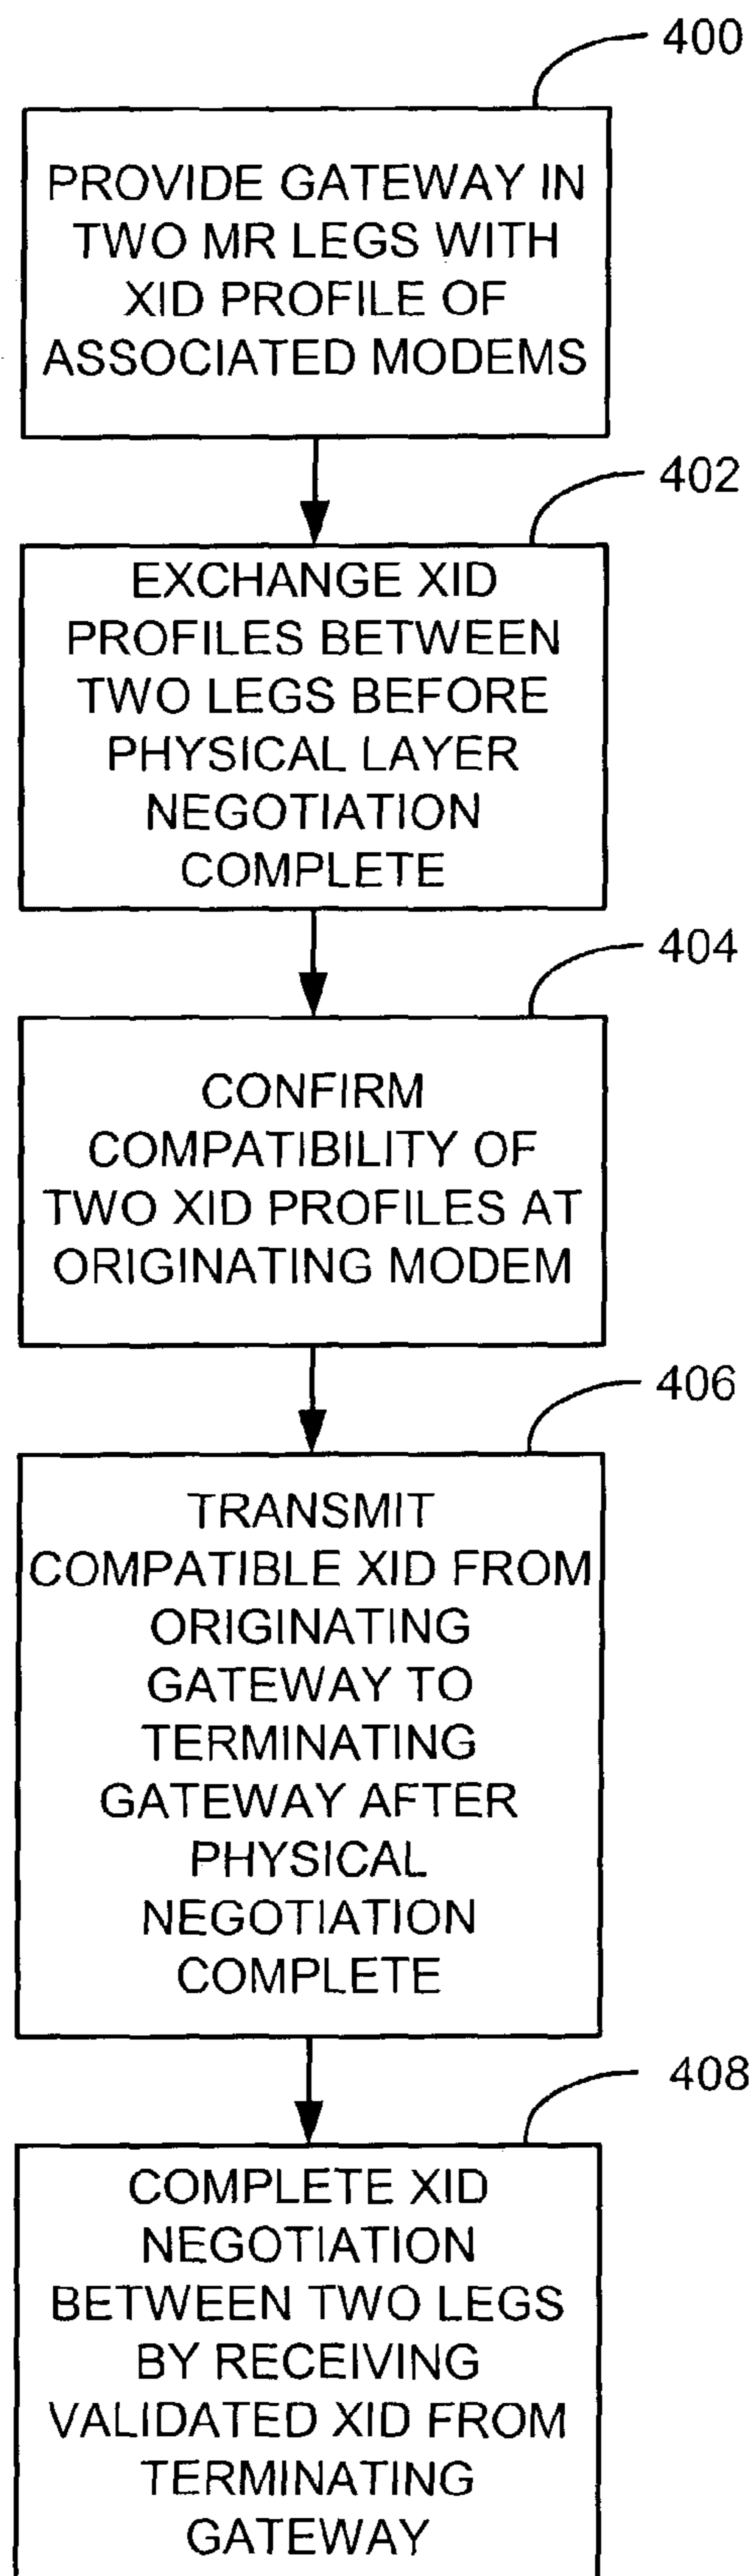 400
PROVIDE GATEWAY IN
TWO MR LEGS WITH
XID PROFILE OF
ASSOCIATED MODEMS
402
EXCHANGE XID
PROFILES BETWEEN
TWO LEGS BEFORE
PHYSICAL LAYER
NEGOTIATION
COMPLETE
404
CONFIRM
COMPATIBILITY OF
TWO XID PROFILES AT
ORIGINATING MODEM
406
TRANSMIT
COMPATIBLE XID FROM
ORIGINATING
GATEWAY TO
TERMINATING
GATEWAY AFTER
PHYSICAL
NEGOTIATION
COMPLETE
408
COMPLETE XID
NEGOTIATION
BETWEEN TWO LEGS
BY RECEIVING
VALIDATED XID FROM
TERMINATING
GATEWAY